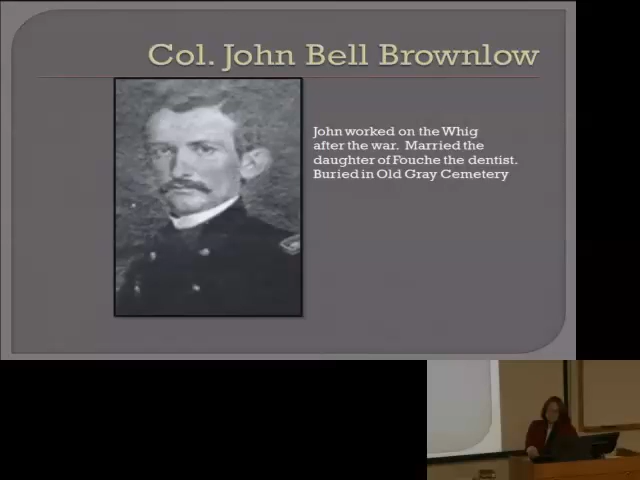 Col. John Bell Brownlow
John worked on the Whig
after the war. Married the
daughter of Fouche the dentist.
Buried in Old Gray Cemetery